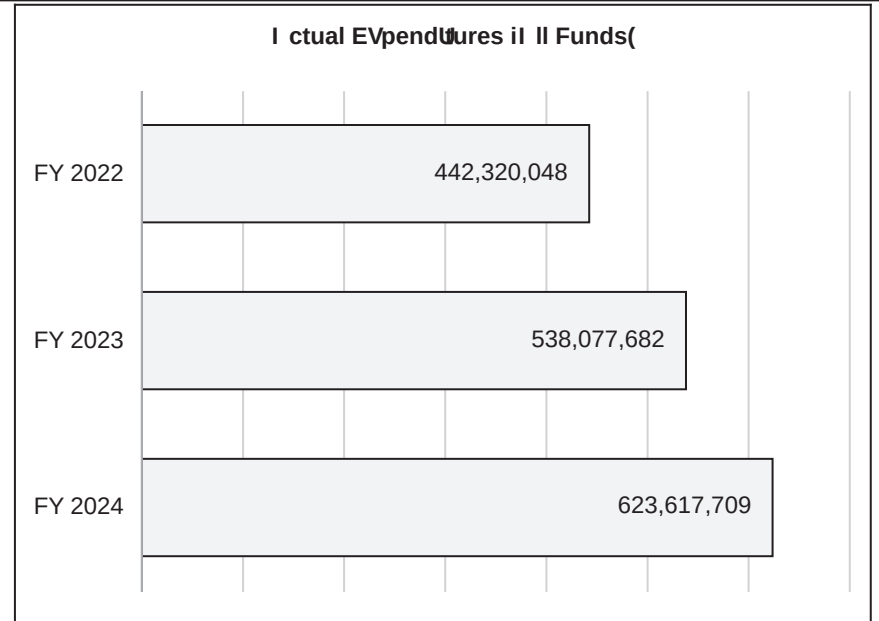 I ctual EVpendUtures iI ll Funds(
FY 2022
442,320,048
FY 2023
538,077,682
FY 2024
623,617,709